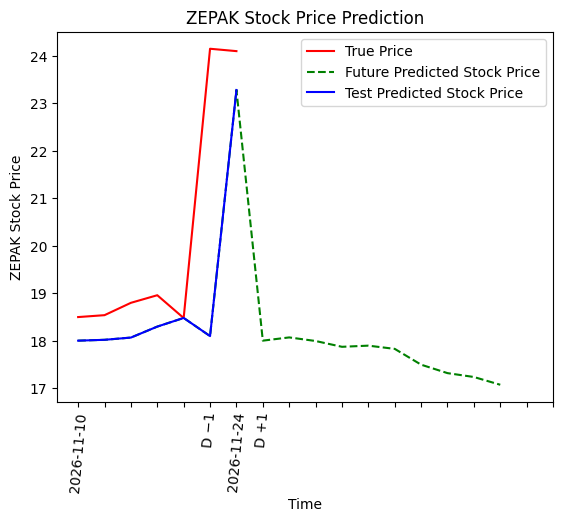 ZEPAK Stock Price Prediction
True Price
Future Predicted Stock Price
Test Predicted Stock Price
ZEPAK Stock Price
24
23
22
21
20
19
18
17
2026-11-10
D −1
2026-11-24
D +1
Time